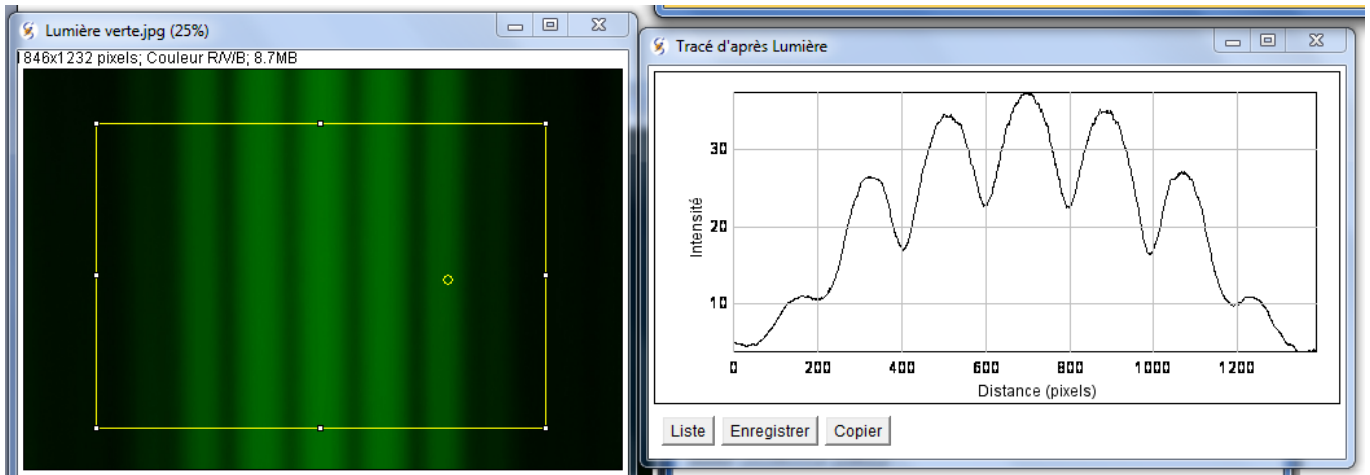 Lumière verte.jpg (25%)
1846x1232 pixels; Couleur R/V/B; 8.7MB
Tracé d'après Lumière
30
20
10
Intensité
0 200 400 600 800 1000 1200
Distance (pixels)
Liste Enregistrer Copier